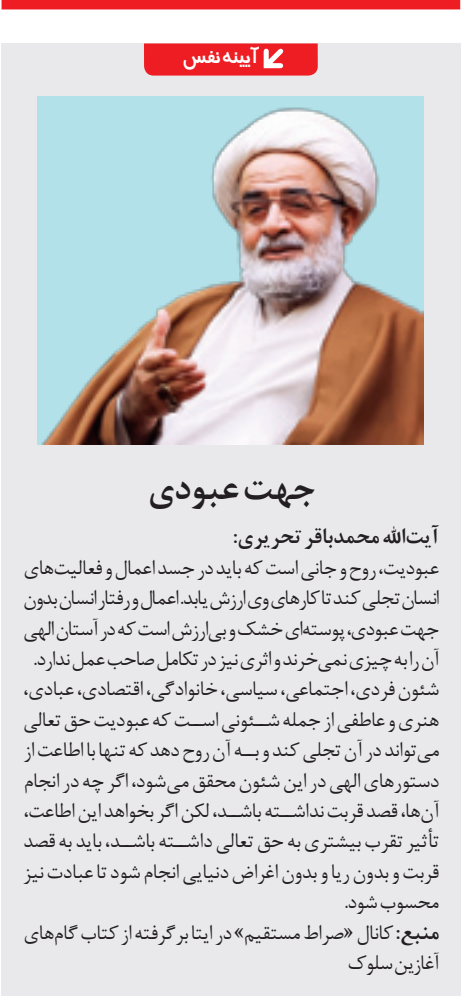 آیینه نفس
جهت عبودی
آیت‌الله محمدباقر تحریری:
عبودیت، روح و جانی است که باید در جسد اعمال و فعالیت‌های
انسان تجلی کند تا کارهای وی ارزش یابد. اعمال و رفتار انسان بدون
جهت عبودی، پوسته‌ای خشک و بی‌ارزش است که در آستان الهی
آن را به چیزی نمی‌خرند و اثری نیز در تکامل صاحب عمل ندارد.
شئون فردی، اجتماعی، سیاسی، خانوادگی، اقتصادی، عبادی،
هنری و عاطفی از جمله شئونی است که عبودیت حق تعالی
می‌تواند در آن تجلی کند و به آن روح دهد که تنها با اطاعت از
دستورهای الهی در این شئون محقق می‌شود، اگر چه در انجام
آن‌ها، قصد قربت نداشته باشد، لکن اگر بخواهد این اطاعت،
تأثیر تقرب بیشتری به حق تعالی داشته باشد، باید به قصد
قربت و بدون ریا و بدون اغراض دنیایی انجام شود تا عبادت نیز
محسوب شود.
منبع: کانال «صراط مستقیم» در ایتا برگرفته از کتاب گام‌های
آغازین سلوک